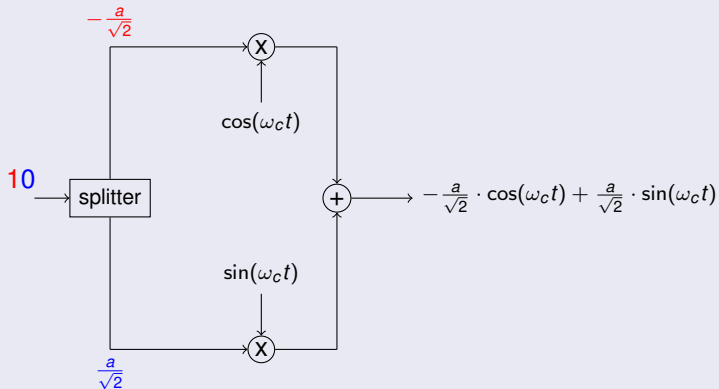 −a/√2
X
cos(ω_c t)
10
splitter
+
−a/√2 · cos(ω_c t) + a/√2 · sin(ω_c t)
sin(ω_c t)
X
a/√2